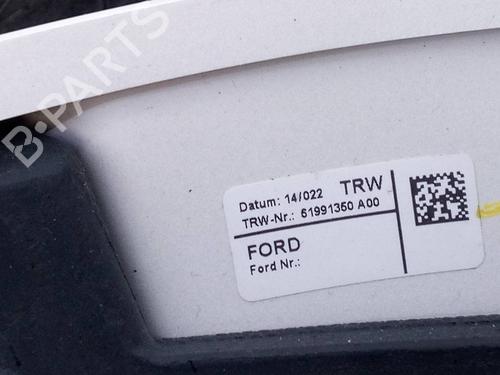 B-PARTS
Datum: 14/022 TRW
TRW-Nr.: 61991350 A00
FORD
Ford Nr.: